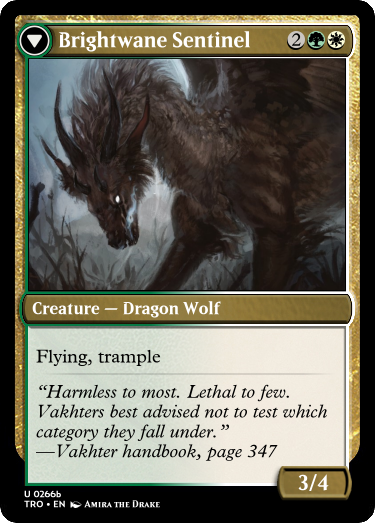 Brightwane Sentinel 2
Creature — Dragon Wolf
Flying, trample
“Harmless to most. Lethal to few.
Vakhters best advised not to test which
category they fall under.”
—Vakhter handbook, page 347
3/4
U 0266b
TRO • EN Amira the Drake